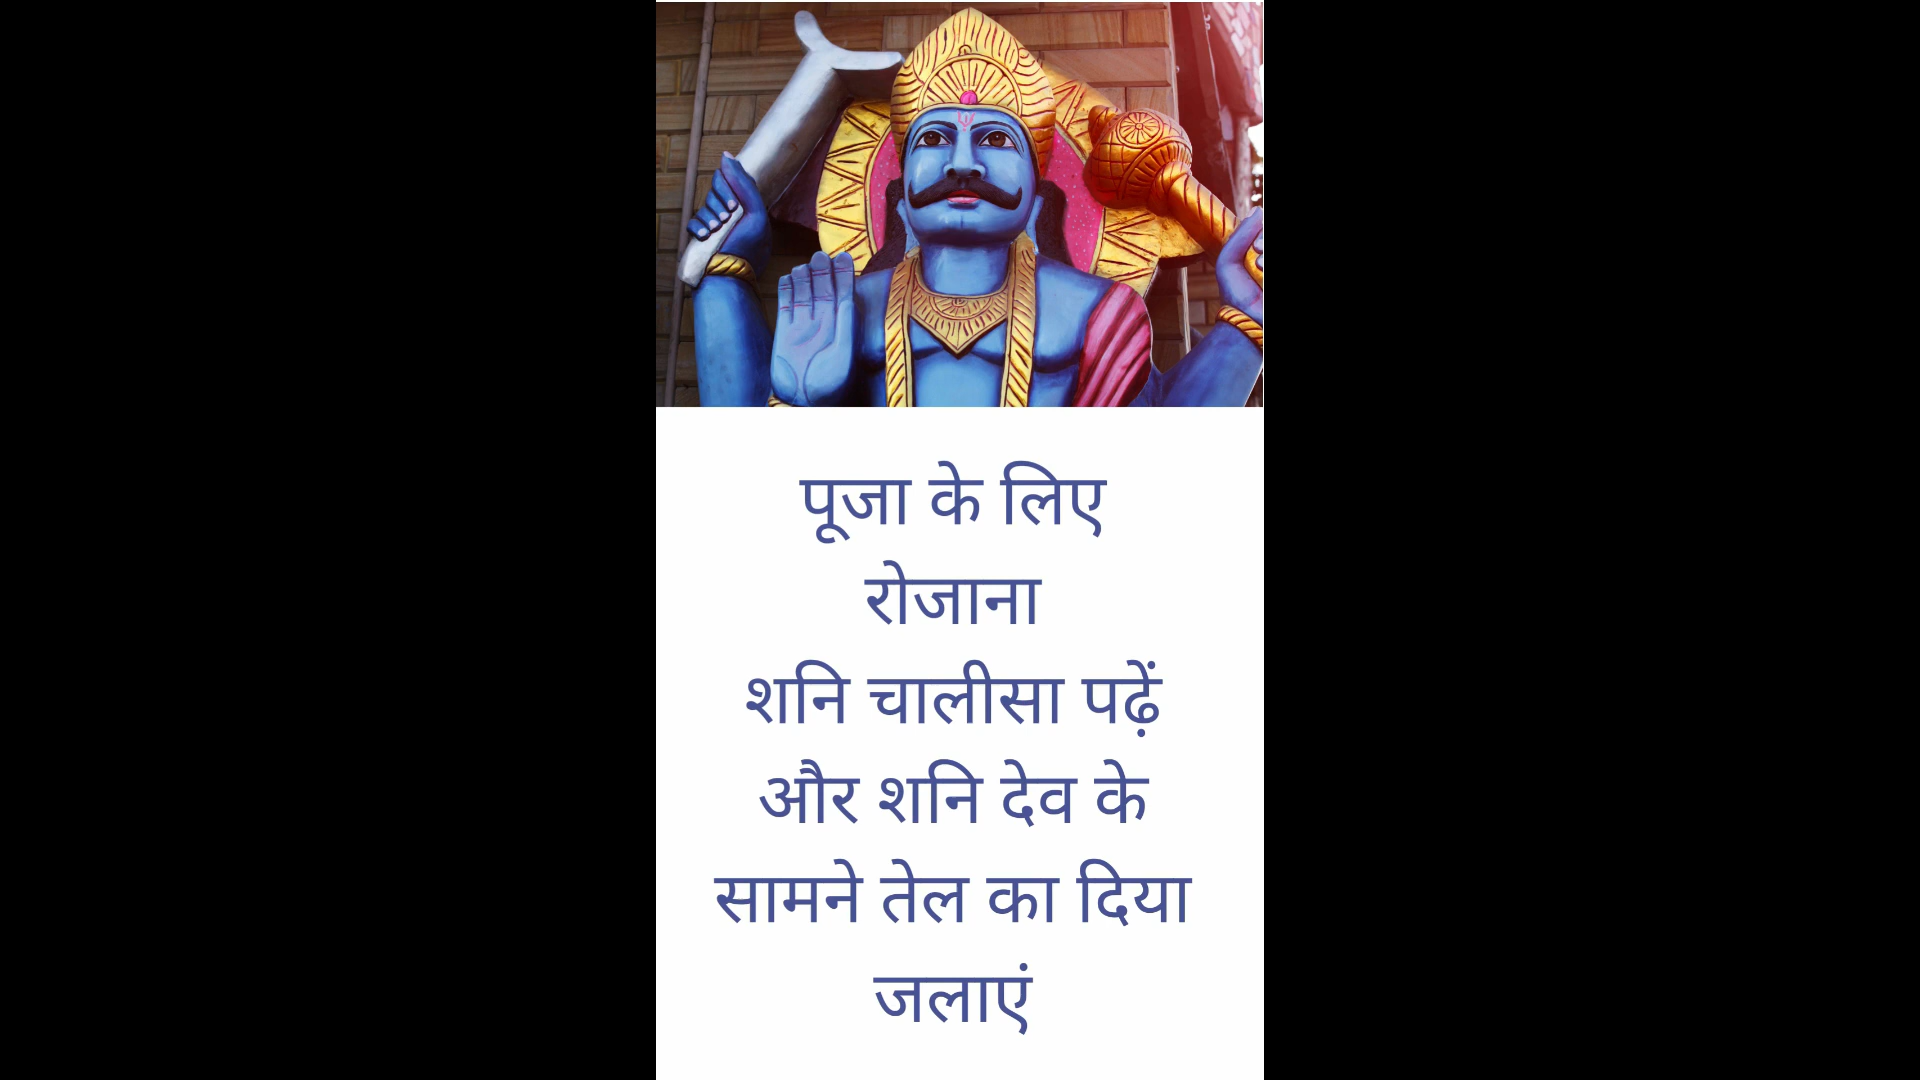 पूजा के लिए
रोजाना
शनि चालीसा पढ़ें
और शनि देव के
सामने तेल का दिया
जलाएं